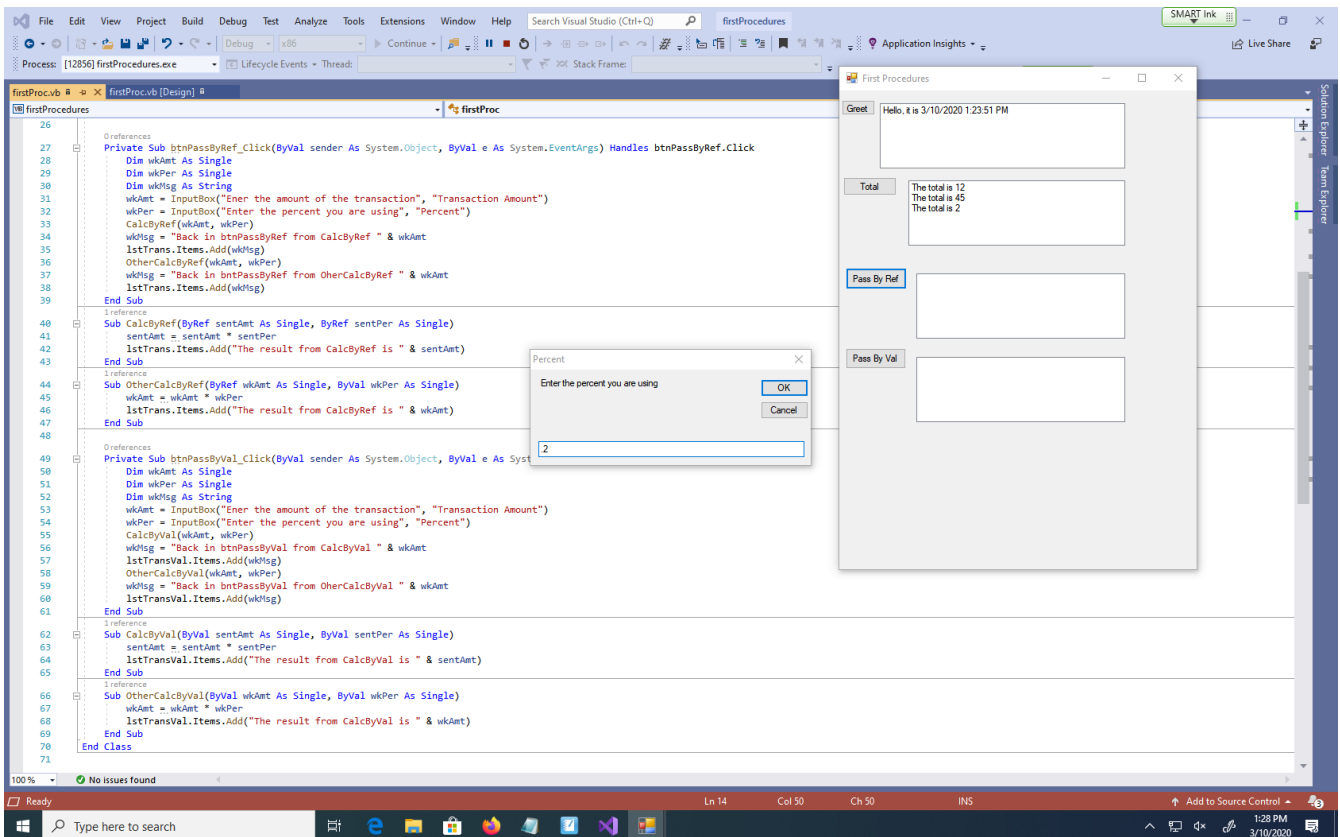 File Edit View Project Build Debug Test Analyze Tools Extensions Window Help Search Visual Studio (Ctrl+Q) firstProcedures
SMART Ink
Debug x86 Continue Application Insights Live Share
Process: [12856] firstProcedures.exe Lifecycle Events Thread: Stack Frame:
firstProc.vb firstProc.vb [Design]
firstProcedures firstProc
26
0 references
27 Private Sub btnPassByRef_Click(ByVal sender As System.Object, ByVal e As System.EventArgs) Handles btnPassByRef.Click
28 Dim wkAmt As Single
29 Dim wkPer As Single
30 Dim wkMsg As String
31 wkAmt = InputBox("Ener the amount of the transaction", "Transaction Amount")
32 wkPer = InputBox("Enter the percent you are using", "Percent")
33 CalcByRef(wkAmt, wkPer)
34 wkMsg = "Back in btnPassByRef from CalcByRef " & wkAmt
35 lstTrans.Items.Add(wkMsg)
36 OtherCalcByRef(wkAmt, wkPer)
37 wkMsg = "Back in bntPassByRef from OherCalcByRef " & wkAmt
38 lstTrans.Items.Add(wkMsg)
39 End Sub
1 reference
40 Sub CalcByRef(ByRef sentAmt As Single, ByRef sentPer As Single)
41 sentAmt = sentAmt * sentPer
42 lstTrans.Items.Add("The result from CalcByRef is " & sentAmt)
43 End Sub
1 reference
44 Sub OtherCalcByRef(ByRef wkAmt As Single, ByVal wkPer As Single)
45 wkAmt = wkAmt * wkPer
46 lstTrans.Items.Add("The result from CalcByRef is " & wkAmt)
47 End Sub
48
0 references
49 Private Sub btnPassByVal_Click(ByVal sender As System.Object, ByVal e As Syst
50 Dim wkAmt As Single
51 Dim wkPer As Single
52 Dim wkMsg As String
53 wkAmt = InputBox("Ener the amount of the transaction", "Transaction Amount")
54 wkPer = InputBox("Enter the percent you are using", "Percent")
55 CalcByVal(wkAmt, wkPer)
56 wkMsg = "Back in btnPassByVal from CalcByVal " & wkAmt
57 lstTransVal.Items.Add(wkMsg)
58 OtherCalcByVal(wkAmt, wkPer)
59 wkMsg = "Back in bntPassByVal from OherCalcByVal " & wkAmt
60 lstTransVal.Items.Add(wkMsg)
61 End Sub
1 reference
62 Sub CalcByVal(ByVal sentAmt As Single, ByVal sentPer As Single)
63 sentAmt = sentAmt * sentPer
64 lstTransVal.Items.Add("The result from CalcByVal is " & sentAmt)
65 End Sub
1 reference
66 Sub OtherCalcByVal(ByVal wkAmt As Single, ByVal wkPer As Single)
67 wkAmt = wkAmt * wkPer
68 lstTransVal.Items.Add("The result from CalcByVal is " & wkAmt)
69 End Sub
70 End Class
71
Percent
Enter the percent you are using
OK
Cancel
.2
First Procedures
Greet Hello, it is 3/10/2020 1:23:51 PM
Total The total is 12
The total is 45
The total is 2
Pass By Ref
Pass By Val
Solution Explorer
Team Explorer
100 % No issues found
Ready Ln 14 Col 50 Ch 50 INS Add to Source Control 3
Type here to search
1:28 PM
3/10/2020